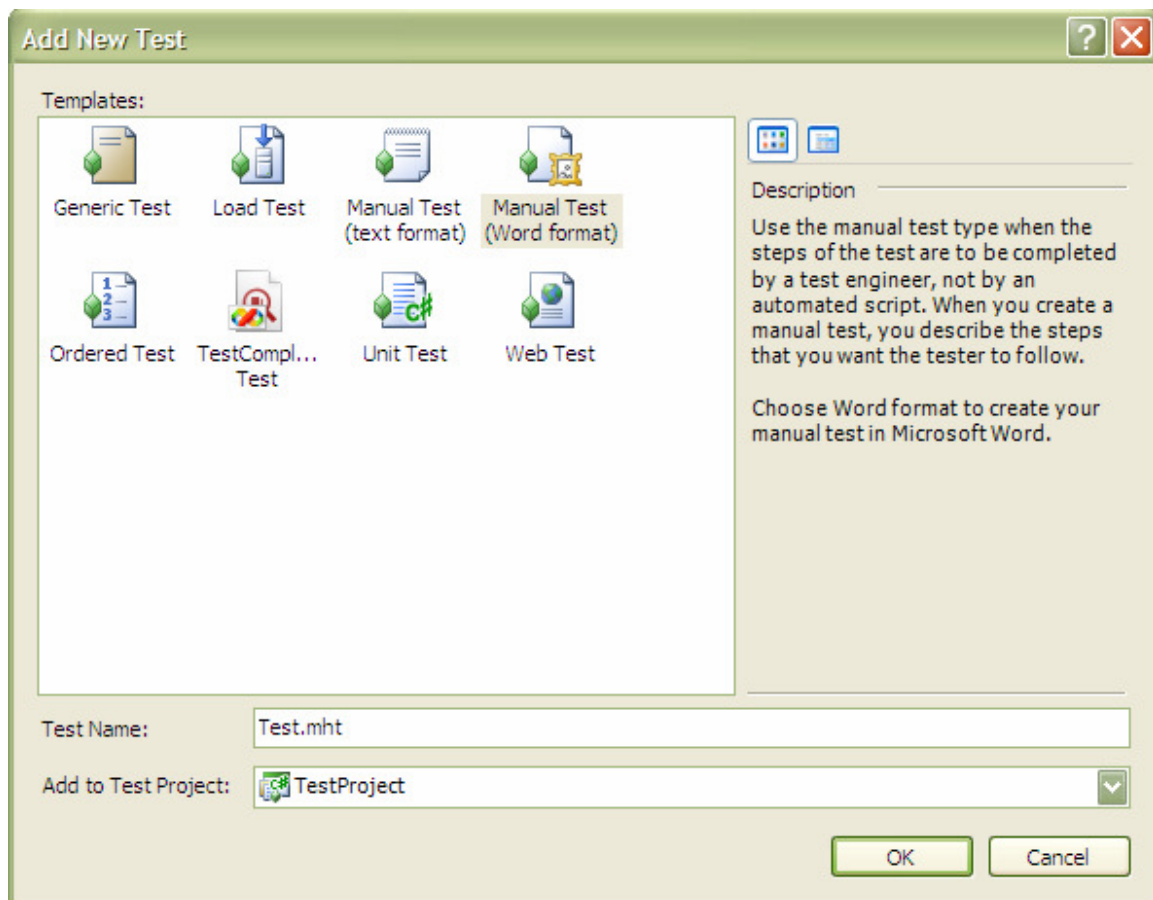 Add New Test
Templates:
Generic Test
Load Test
Manual Test
(text format)
Manual Test
(Word format)
Ordered Test
TestCompl...
Test
Unit Test
Web Test
Description
Use the manual test type when the
steps of the test are to be completed
by a test engineer, not by an
automated script. When you create a
manual test, you describe the steps
that you want the tester to follow.
Choose Word format to create your
manual test in Microsoft Word.
Test Name:
Test.mht
Add to Test Project:
TestProject
OK
Cancel